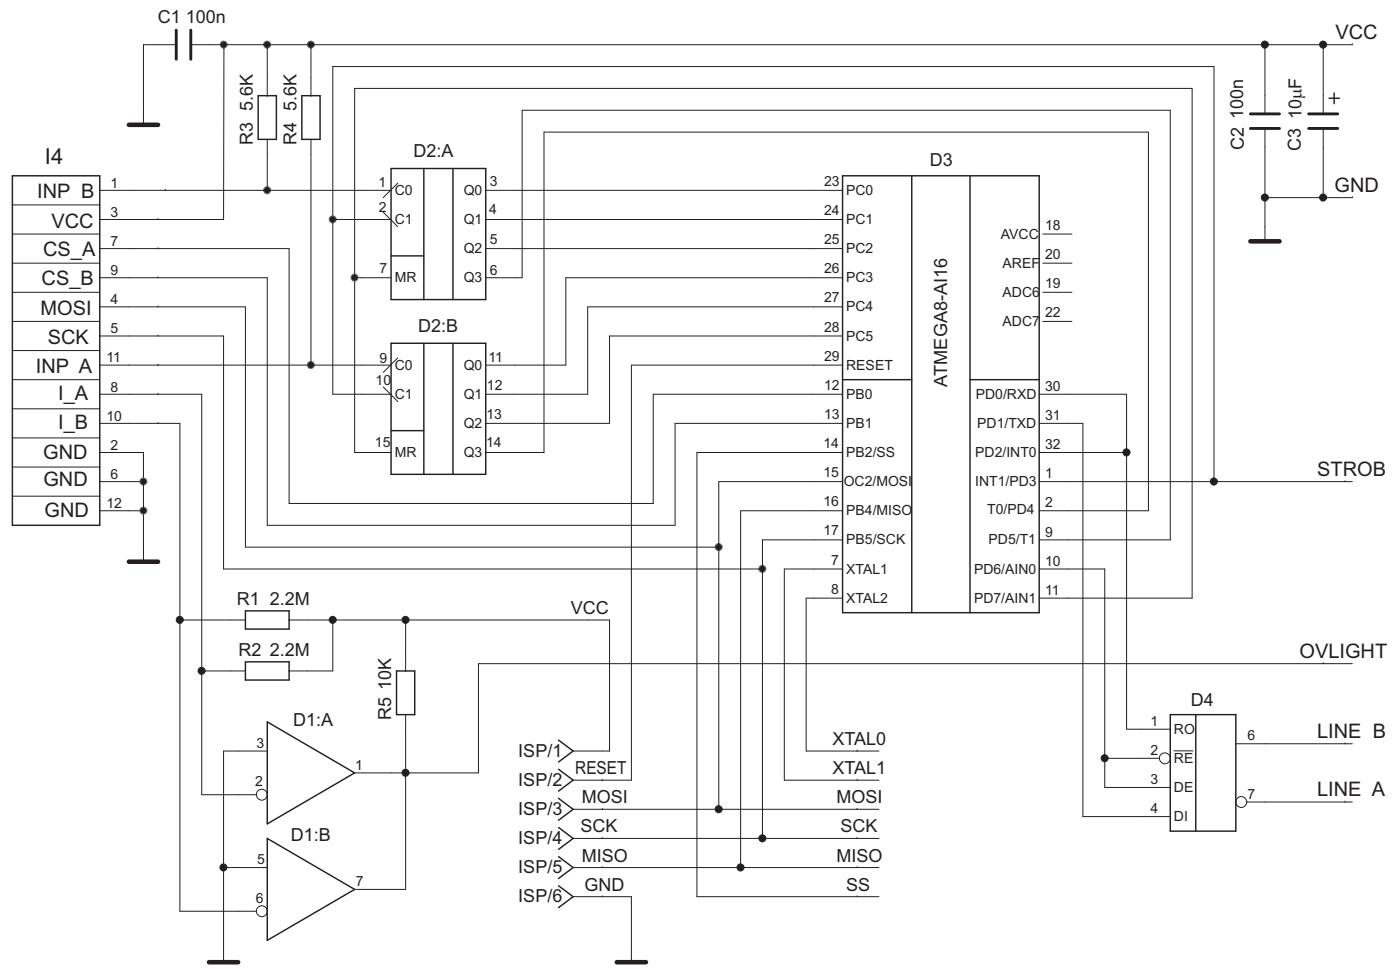 C1 100n
VCC
R3 5.6K
R4 5.6K
C2 100n
C3 10µF +
GND
I4
INP B 1
VCC 3
CS_A 7
CS_B 9
MOSI 4
SCK 5
INP A 11
I_A 8
I_B 10
GND 2
GND 6
GND 12
D2:A
1 C0 Q0 3
2 C1 Q1 4
Q2 5
7 MR Q3 6
D2:B
9 C0 Q0 11
10 C1 Q1 12
Q2 13
15 MR Q3 14
D3
ATMEGA8-AI16
23 PC0
24 PC1
25 PC2
26 PC3
27 PC4
28 PC5
29 RESET
12 PB0
13 PB1
14 PB2/SS
15 OC2/MOSI
16 PB4/MISO
17 PB5/SCK
7 XTAL1
8 XTAL2
AVCC 18
AREF 20
ADC6 19
ADC7 22
PD0/RXD 30
PD1/TXD 31
PD2/INT0 32
INT1/PD3 1
T0/PD4 2
PD5/T1 9
PD6/AIN0 10
PD7/AIN1 11
STROB
OVLIGHT
R1 2.2M
R2 2.2M
VCC
R5 10K
D1:A
3
2
1
D1:B
5
6
7
ISP/1
ISP/2 RESET
ISP/3 MOSI
ISP/4 SCK
ISP/5 MISO
ISP/6 GND
XTAL0
XTAL1
MOSI
SCK
MISO
SS
D4
1 RO
2 RE
3 DE
4 DI
6 LINE B
7 LINE A